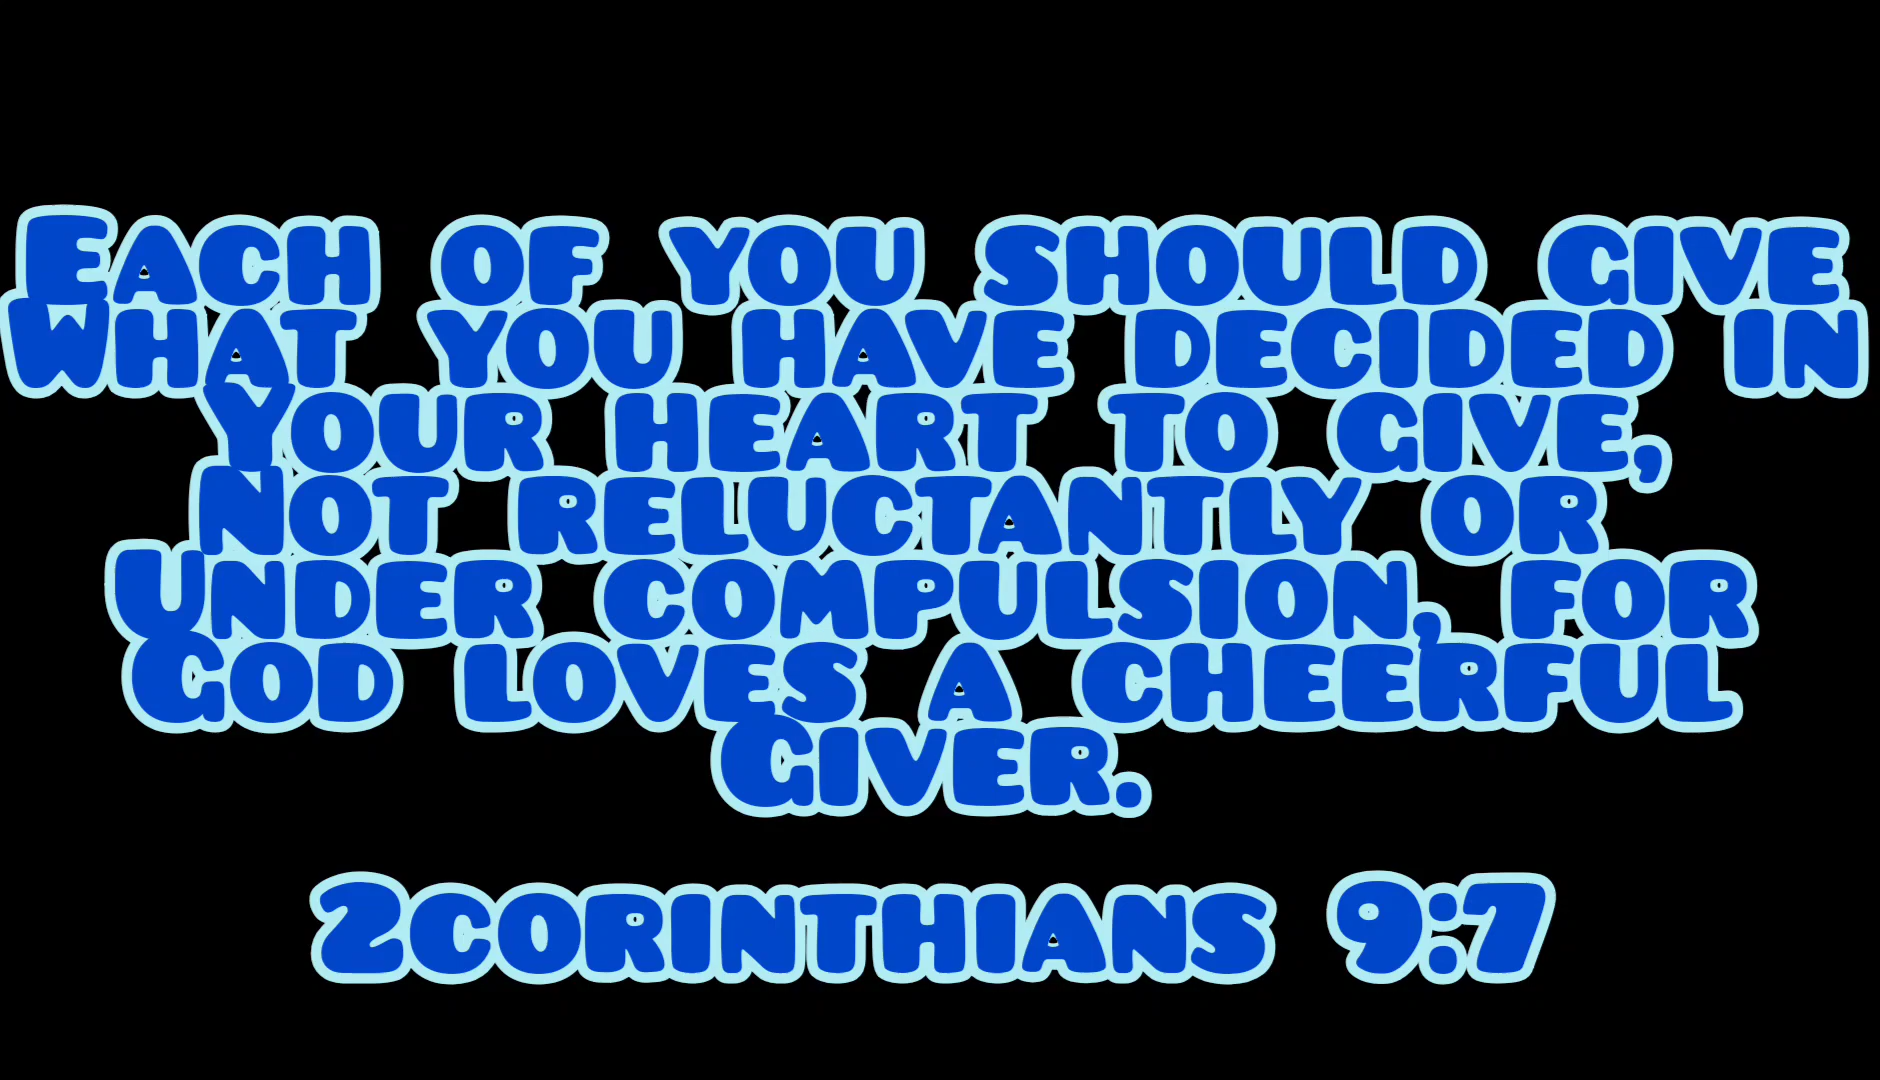 Each of you should give
What you have decided in
Your heart to give,
Not reluctantly or
Under compulsion, for
God loves a cheerful
Giver.
2corinthians 9:7